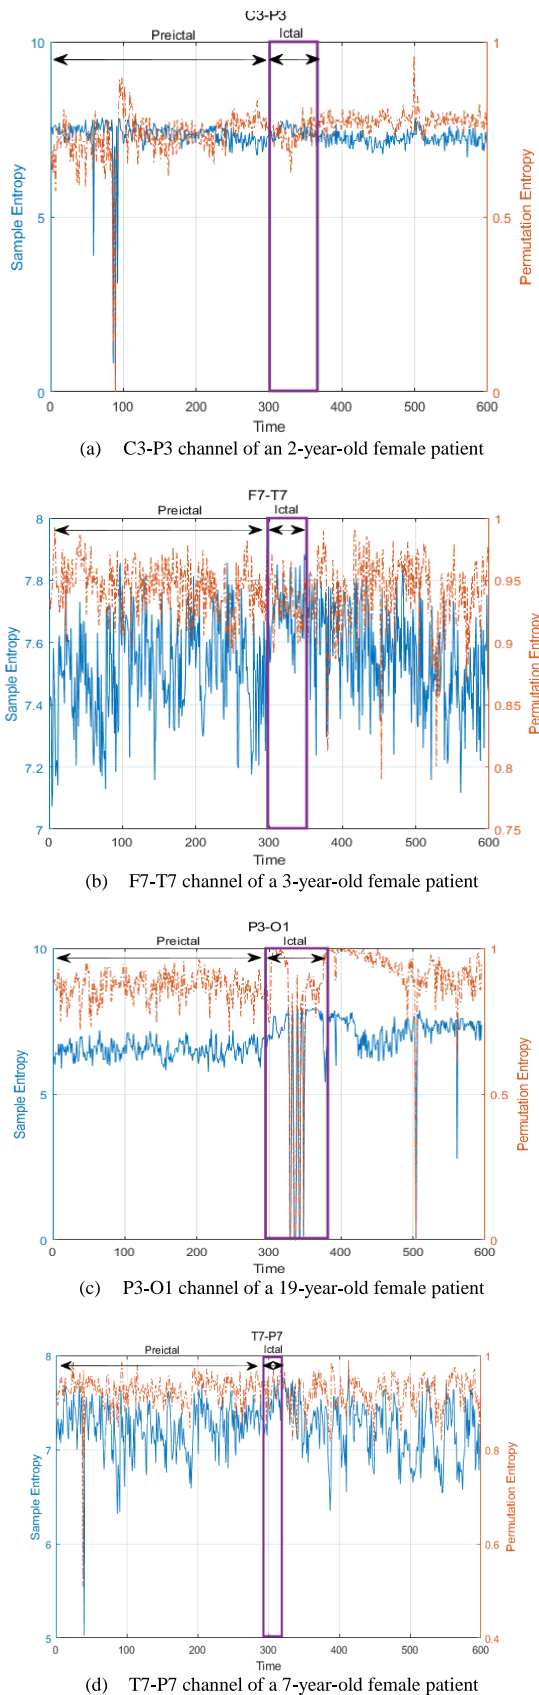 C3-P3
Preictal
Ictal
10
5
0
Sample Entropy
1
0.5
0
Permutation Entropy
0 100 200 300 400 500 600
Time
(a) C3-P3 channel of an 2-year-old female patient
F7-T7
Preictal
Ictal
8
7.8
7.6
7.4
7.2
7
Sample Entropy
1
0.95
0.9
0.85
0.8
0.75
Permutation Entropy
0 100 200 300 400 500 600
Time
(b) F7-T7 channel of a 3-year-old female patient
P3-O1
Preictal
Ictal
10
5
0
Sample Entropy
1
0.5
0
Permutation Entropy
0 100 200 300 400 500 600
Time
(c) P3-O1 channel of a 19-year-old female patient
T7-P7
Preictal
Ictal
8
7
6
5
Sample Entropy
1
0.8
0.6
0.4
Permutation Entropy
0 100 200 300 400 500 600
Time
(d) T7-P7 channel of a 7-year-old female patient